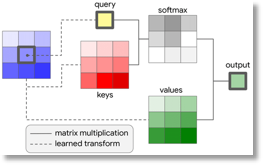 query
softmax
output
keys
values
matrix multiplication
learned transform